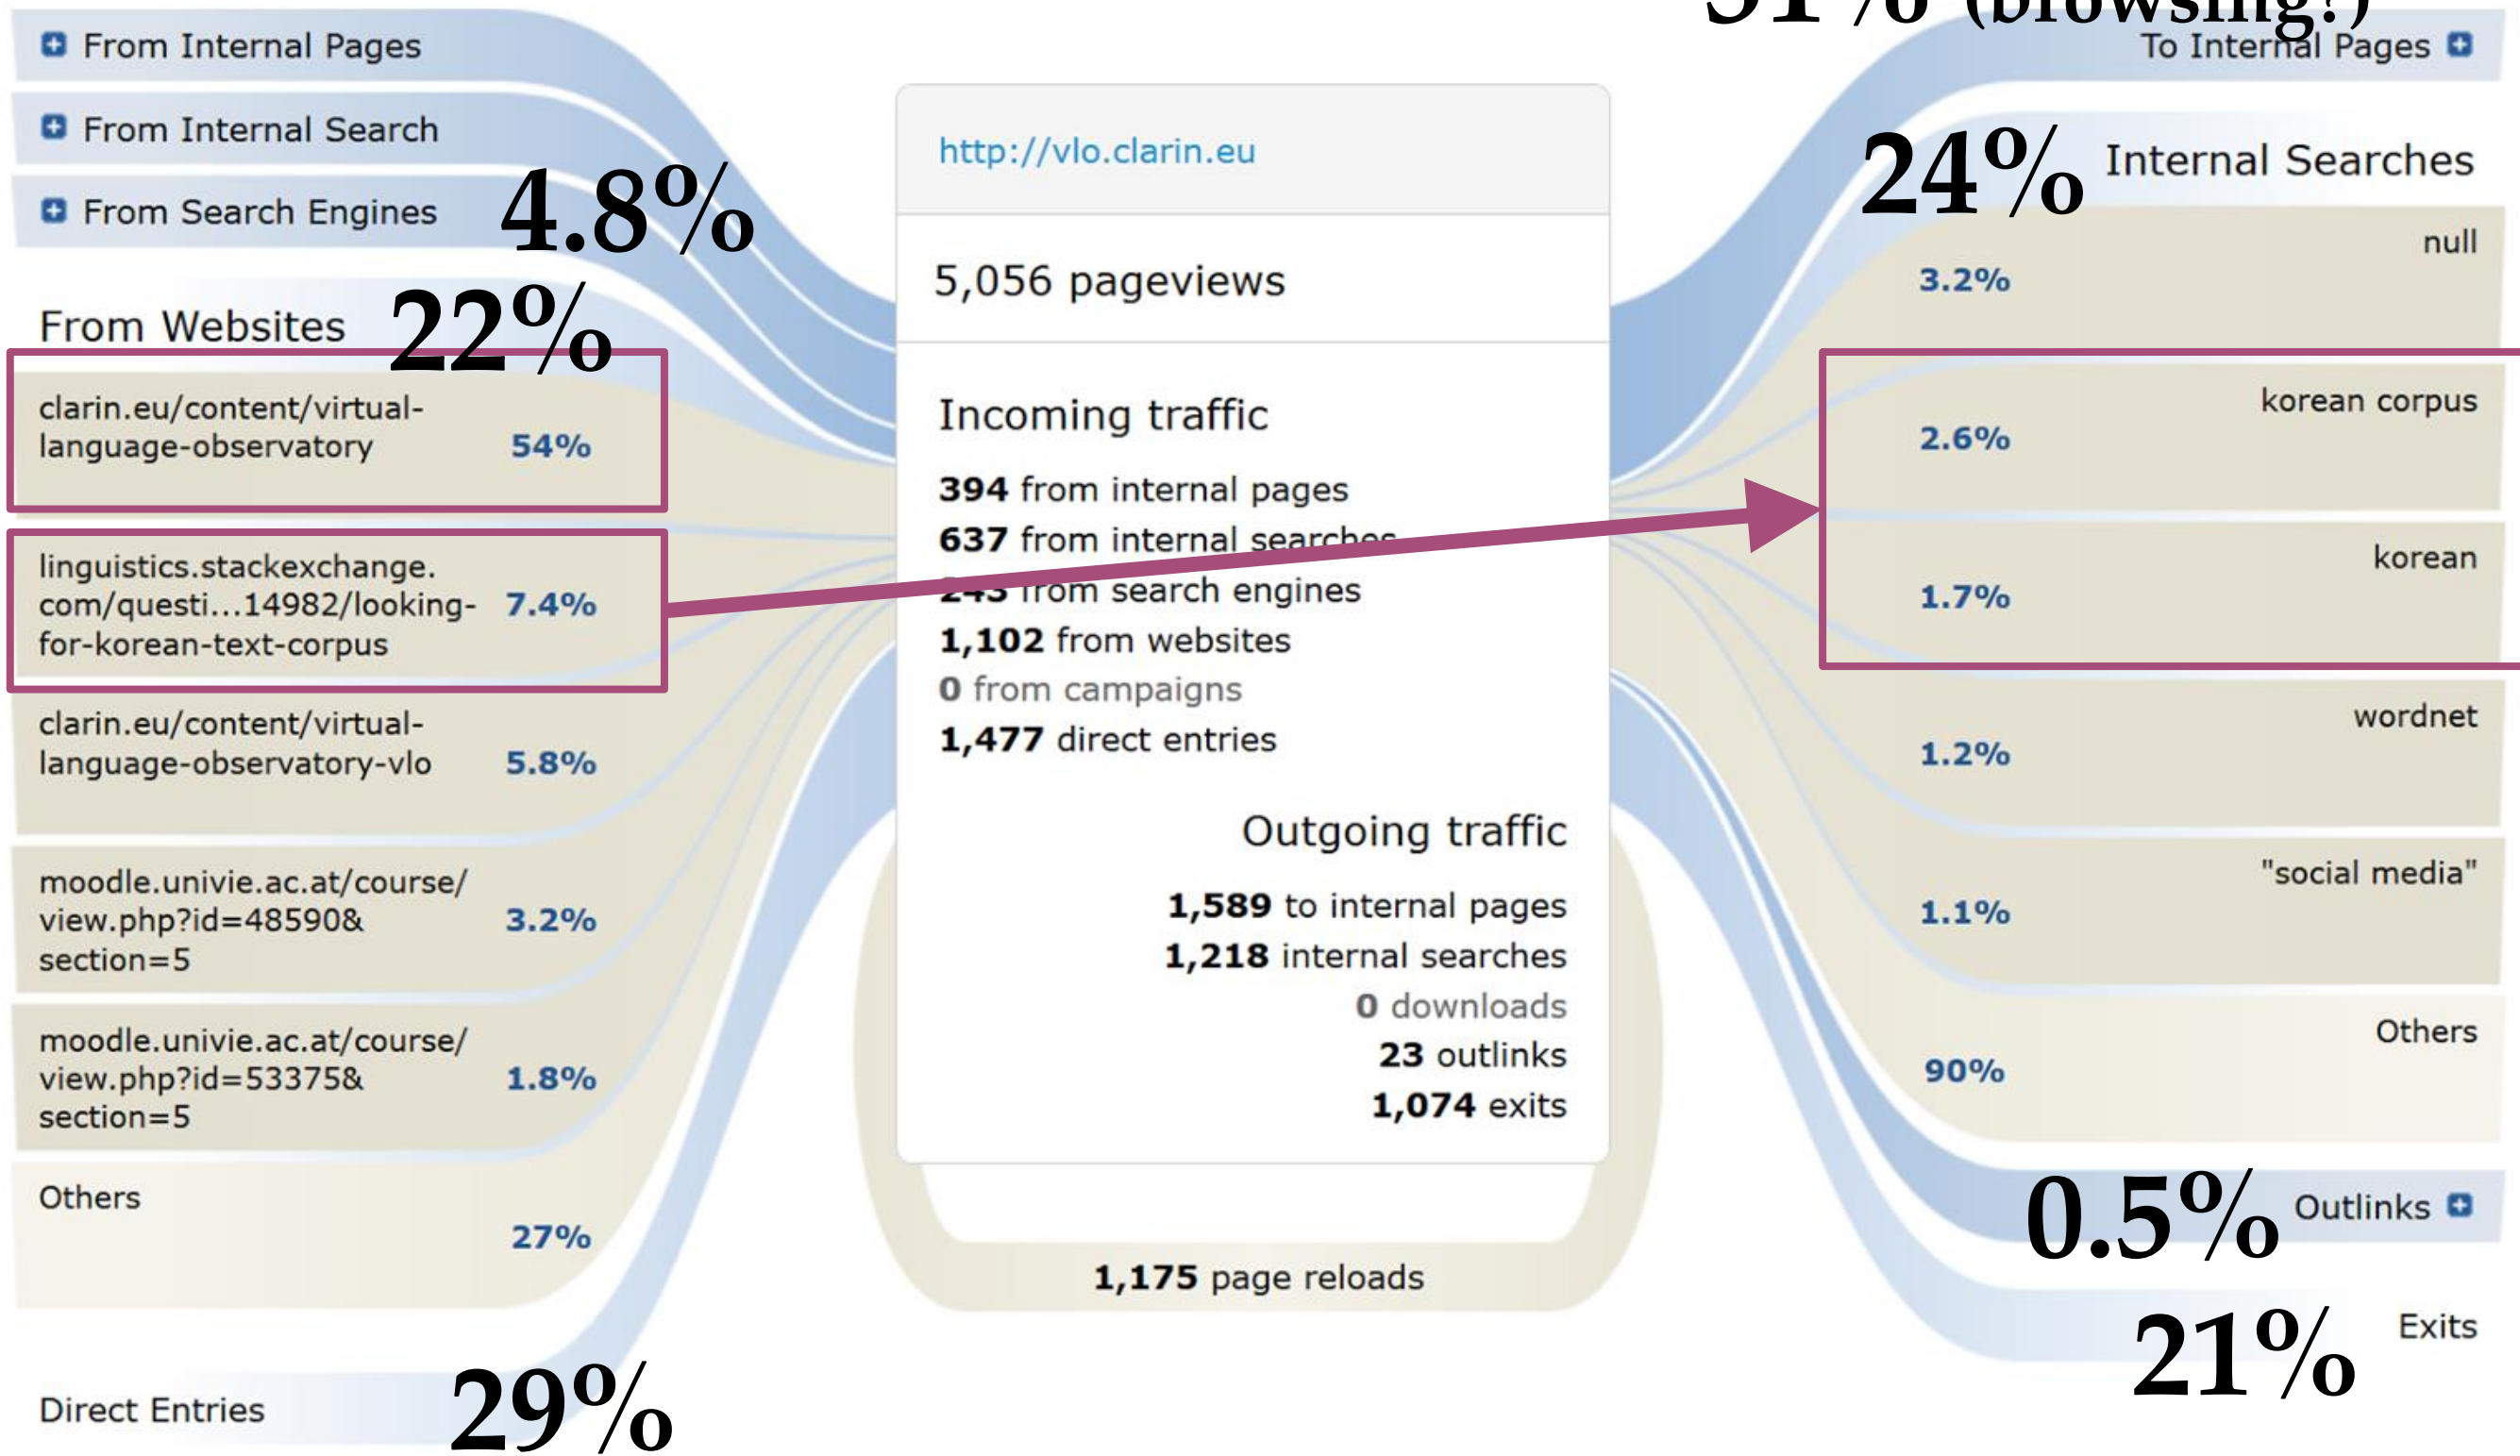 31% (browsing?)
From Internal Pages
From Internal Search
From Search Engines
4.8%
From Websites
22%
clarin.eu/content/virtual-
language-observatory
54%
linguistics.stackexchange.
com/questi...14982/looking-
for-korean-text-corpus
7.4%
clarin.eu/content/virtual-
language-observatory-vlo
5.8%
moodle.univie.ac.at/course/
view.php?id=48590&
section=5
3.2%
moodle.univie.ac.at/course/
view.php?id=53375&
section=5
1.8%
Others
27%
Direct Entries
29%
http://vlo.clarin.eu
5,056 pageviews
Incoming traffic
394 from internal pages
637 from internal searches
243 from search engines
1,102 from websites
0 from campaigns
1,477 direct entries
Outgoing traffic
1,589 to internal pages
1,218 internal searches
0 downloads
23 outlinks
1,074 exits
1,175 page reloads
To Internal Pages
24%
Internal Searches
null
3.2%
korean corpus
2.6%
korean
1.7%
wordnet
1.2%
"social media"
1.1%
Others
90%
0.5%
Outlinks
Exits
21%